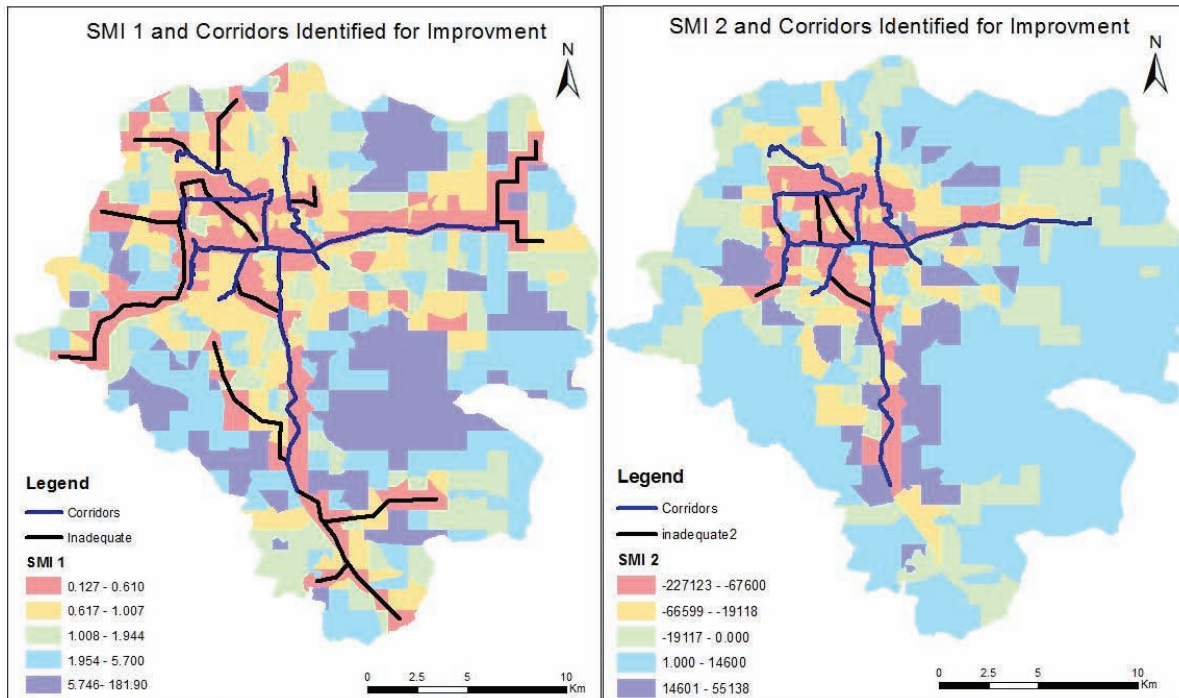 SMI 1 and Corridors Identified for Improvment
N
Legend
Corridors
Inadequate
SMI 1
0.127 - 0.610
0.617 - 1.007
1.008 - 1.944
1.954 - 5.700
5.746- 181.90
0 2.5 5 10
Km
SMI 2 and Corridors Identified for Improvment
N
Legend
Corridors
inadequate2
SMI 2
-227123 - -67600
-66599 - -19118
-19117 - 0.000
1.000 - 14600
14601 - 55138
0 2.5 5 10
Km